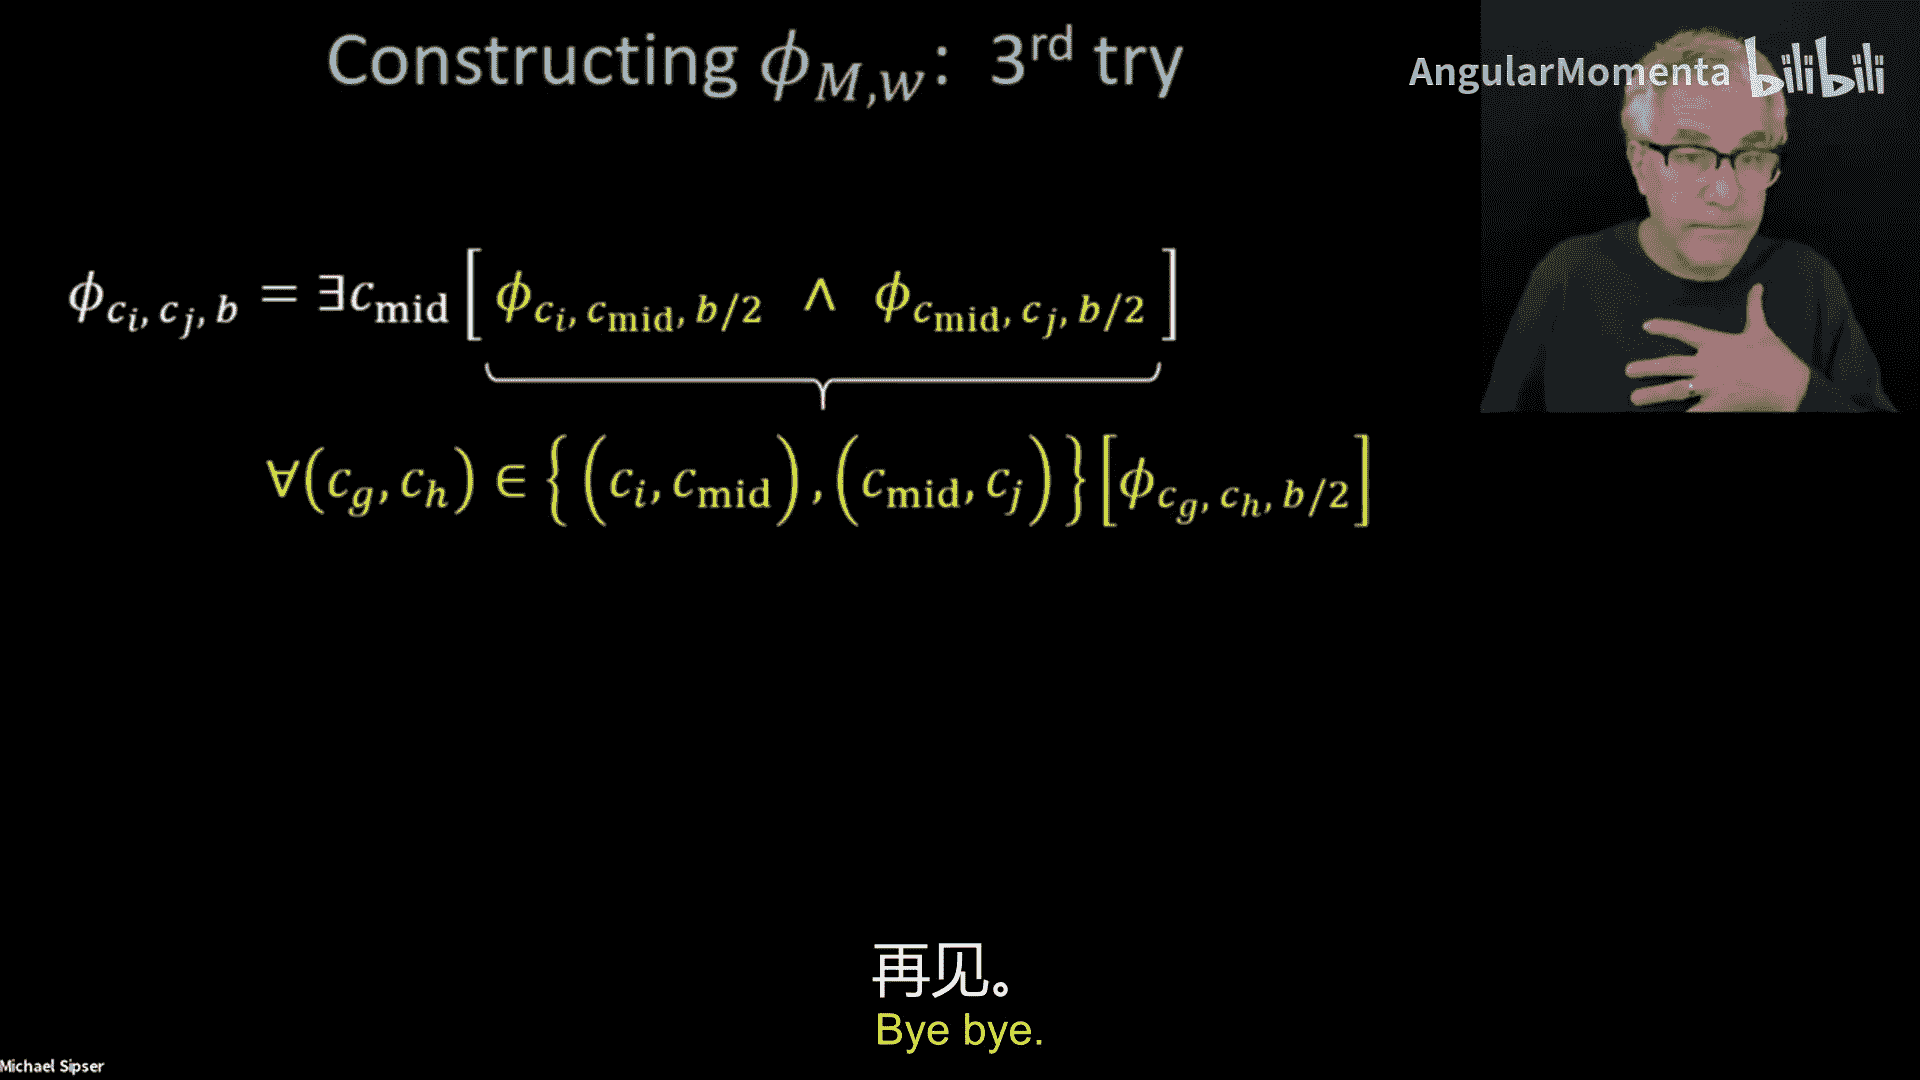 Constructing ϕ_{M,w}: 3rd try
AngularMomenta bilibili
ϕ_{c_i, c_j, b} = ∃c_mid [ ϕ_{c_i, c_mid, b/2} ∧ ϕ_{c_mid, c_j, b/2} ]
∀(c_g, c_h) ∈ { (c_i, c_mid), (c_mid, c_j) } [ϕ_{c_g, c_h, b/2}]
再见。
Bye bye.
Michael Sipser